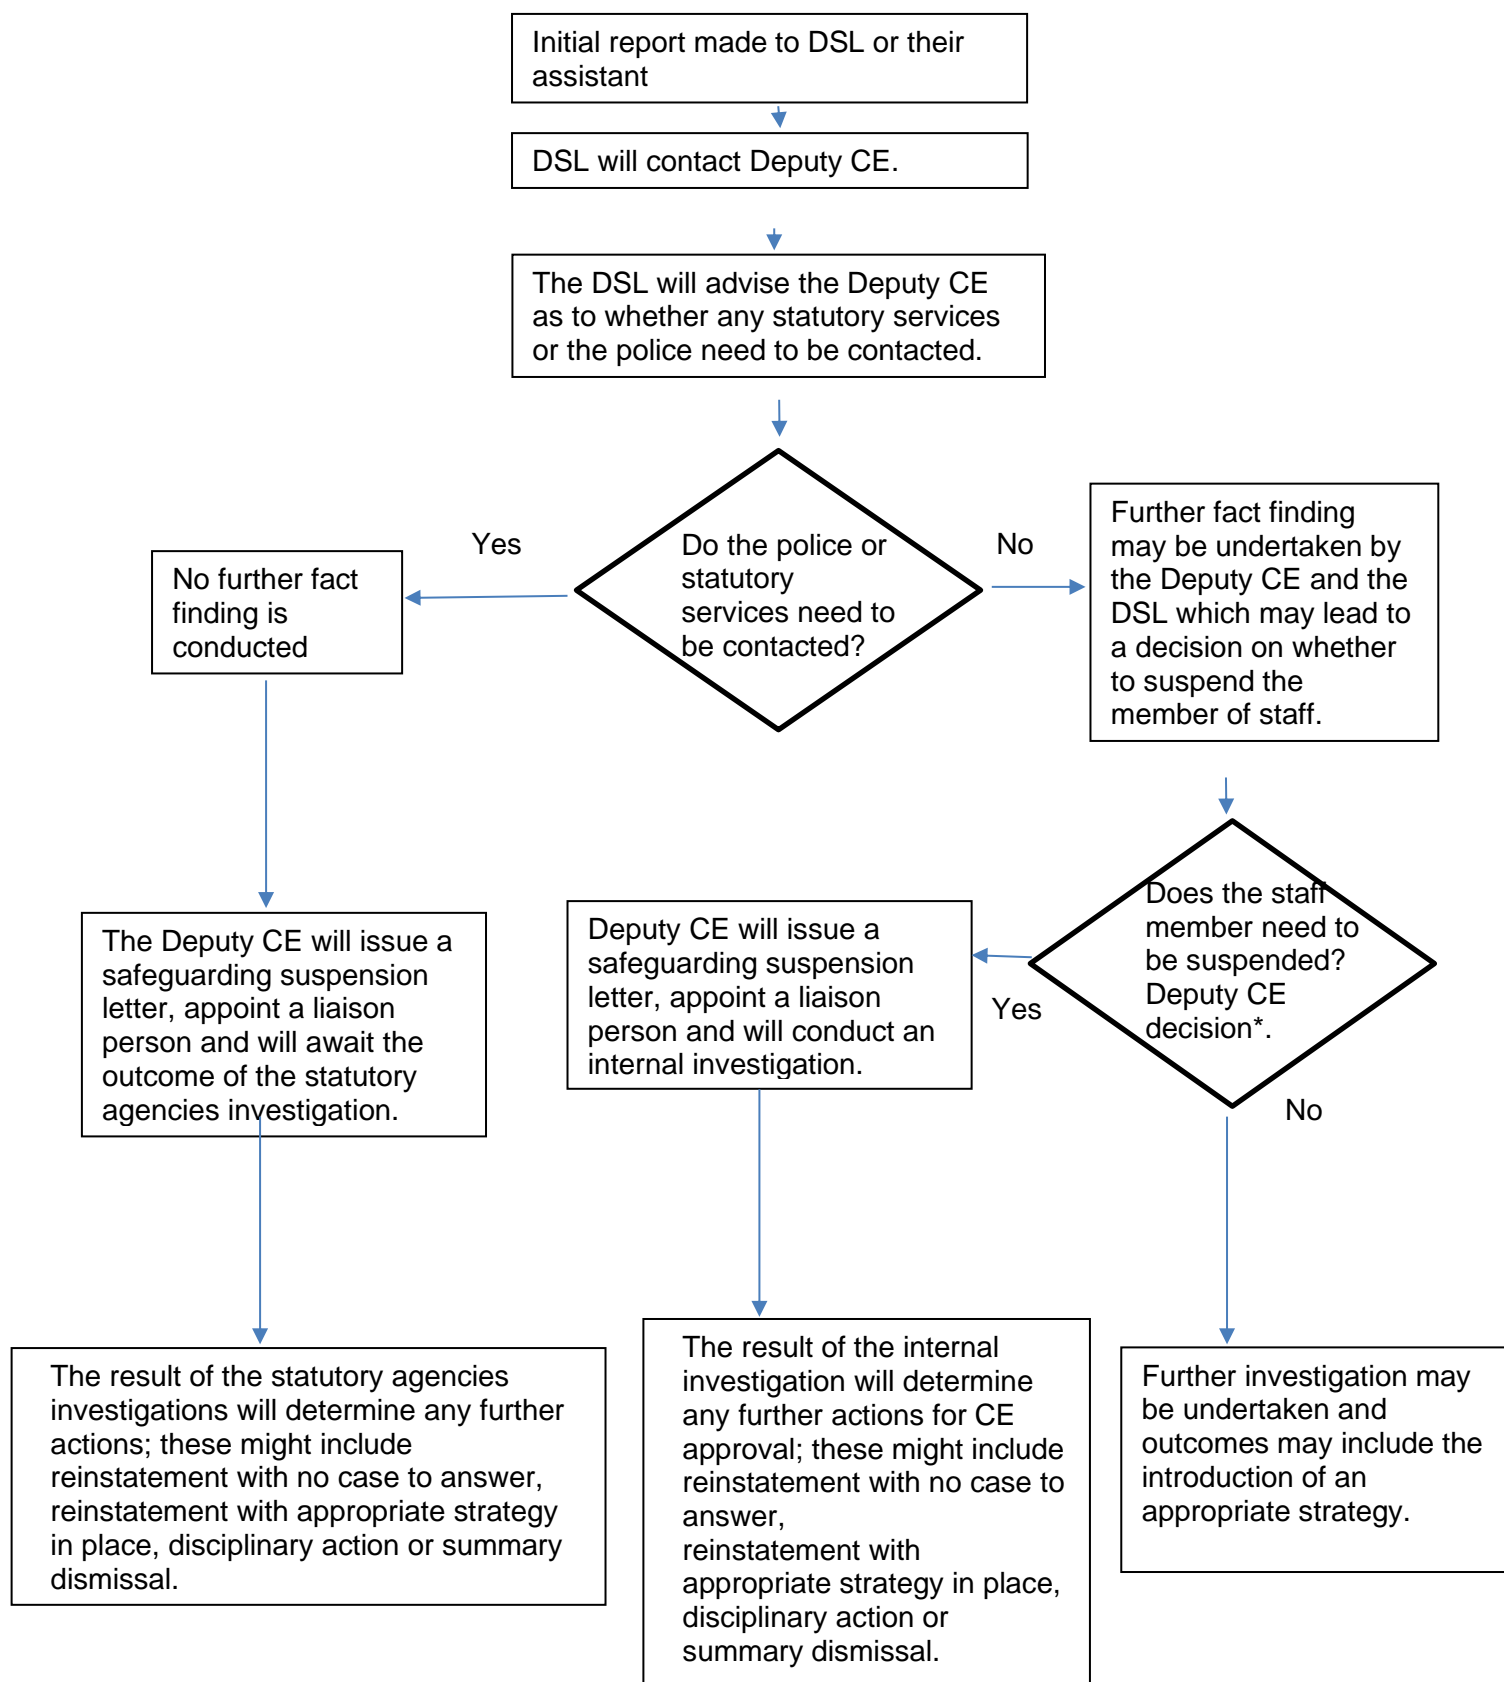 Initial report made to DSL or their
assistant
DSL will contact Deputy CE.
The DSL will advise the Deputy CE
as to whether any statutory services
or the police need to be contacted.
Yes
Do the police or
statutory
services need to
be contacted?
No
No further fact
finding is
conducted
Further fact finding
may be undertaken by
the Deputy CE and the
DSL which may lead to
a decision on whether
to suspend the
member of staff.
Does the staff
member need to
be suspended?
Deputy CE
decision*.
Yes
No
The Deputy CE will issue a
safeguarding suspension
letter, appoint a liaison
person and will await the
outcome of the statutory
agencies investigation.
Deputy CE will issue a
safeguarding suspension
letter, appoint a liaison
person and will conduct an
internal investigation.
The result of the statutory agencies
investigations will determine any further
actions; these might include
reinstatement with no case to answer,
reinstatement with appropriate strategy
in place, disciplinary action or summary
dismissal.
The result of the internal
investigation will determine
any further actions for CE
approval; these might include
reinstatement with no case to
answer,
reinstatement with
appropriate strategy in place,
disciplinary action or
summary dismissal.
Further investigation may
be undertaken and
outcomes may include the
introduction of an
appropriate strategy.